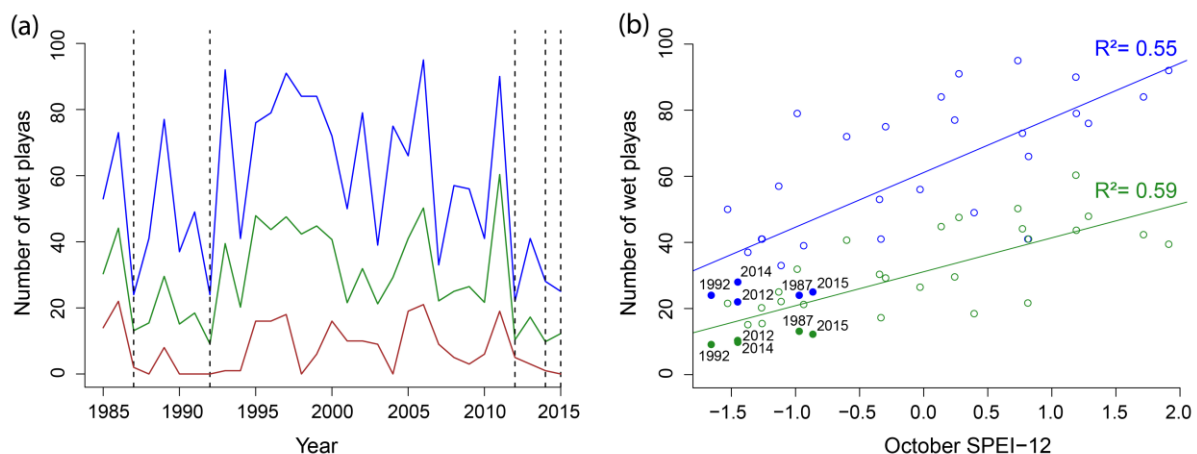 (a)
Number of wet playas
100
80
60
40
20
0
1985 1990 1995 2000 2005 2010 2015
Year
(b)
Number of wet playas
100
80
60
40
20
0
R²= 0.55
R²= 0.59
1992
2014
2012
1987
2015
1992
2012
2014
1987
2015
−1.5 −1.0 −0.5 0.0 0.5 1.0 1.5 2.0
October SPEI−12